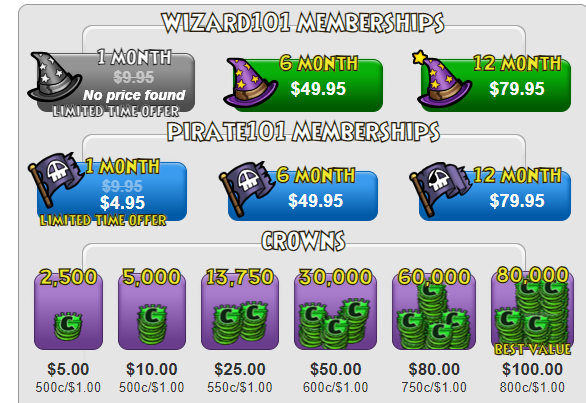 WIZARD101 MEMBERSHIPS
1 MONTH
$9.95
No price found
LIMITED TIME OFFER
6 MONTH
$49.95
12 MONTH
$79.95
PIRATE101 MEMBERSHIPS
1 MONTH
$9.95
$4.95
LIMITED TIME OFFER
6 MONTH
$49.95
12 MONTH
$79.95
CROWNS
2,500 5,000 13,750 30,000 60,000 80,000
BEST VALUE
$5.00 $10.00 $25.00 $50.00 $80.00 $100.00
500c/$1.00 500c/$1.00 550c/$1.00 600c/$1.00 750c/$1.00 800c/$1.00